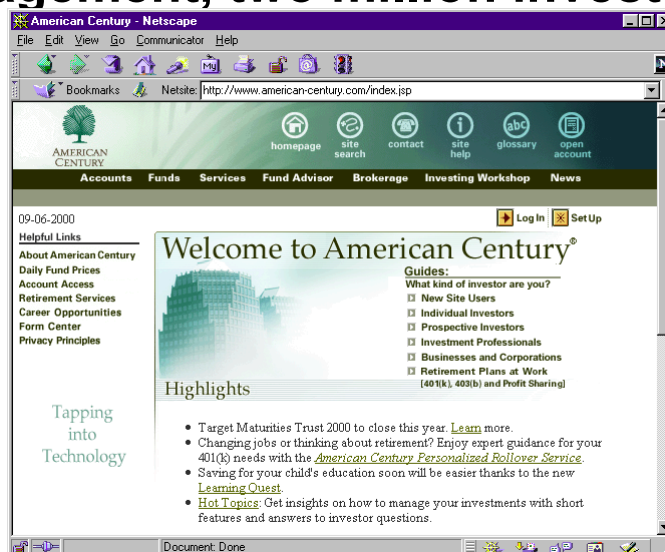 agement, two million invest
American Century - Netscape
File Edit View Go Communicator Help
My
Bookmarks Netsite: http://www.american-century.com/index.jsp
homepage site search contact site help glossary open account
abc
AMERICAN
CENTURY
Accounts Funds Services Fund Advisor Brokerage Investing Workshop News
09-06-2000
Log In Set Up
Helpful Links
About American Century
Daily Fund Prices
Account Access
Retirement Services
Career Opportunities
Form Center
Privacy Principles
Welcome to American Century®
Guides:
What kind of investor are you?
New Site Users
Individual Investors
Prospective Investors
Investment Professionals
Businesses and Corporations
Retirement Plans at Work
[401(k), 403(b) and Profit Sharing]
Highlights
Tapping
into
Technology
Target Maturities Trust 2000 to close this year. Learn more.
Changing jobs or thinking about retirement? Enjoy expert guidance for your
401(k) needs with the American Century Personalized Rollover Service.
Saving for your child's education soon will be easier thanks to the new
Learning Quest.
Hot Topics: Get insights on how to manage your investments with short
features and answers to investor questions.
Document: Done